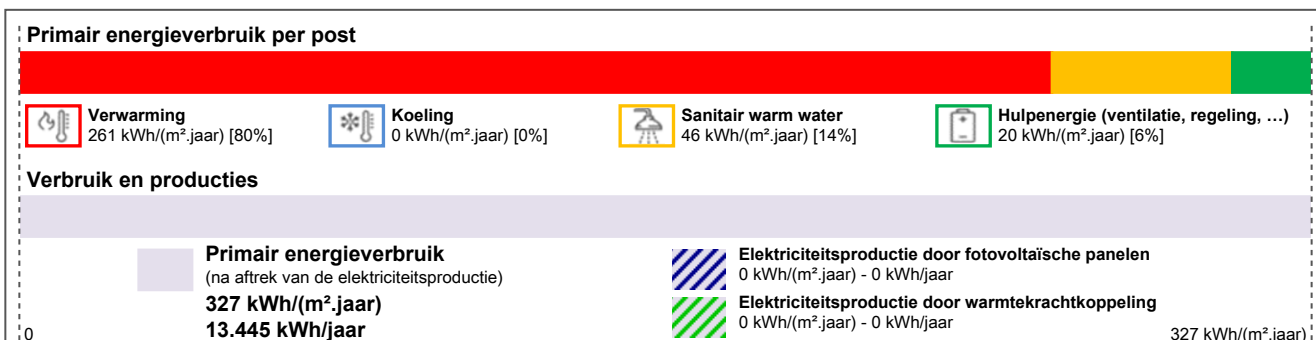 Primair energieverbruik per post
Verwarming
261 kWh/(m².jaar) [80%]
Koeling
0 kWh/(m².jaar) [0%]
Sanitair warm water
46 kWh/(m².jaar) [14%]
Hulpenergie (ventilatie, regeling, …)
20 kWh/(m².jaar) [6%]
Verbruik en producties
Primair energieverbruik
(na aftrek van de elektriciteitsproductie)
327 kWh/(m².jaar)
13.445 kWh/jaar
Elektriciteitsproductie door fotovoltaïsche panelen
0 kWh/(m².jaar) - 0 kWh/jaar
Elektriciteitsproductie door warmtekrachtkoppeling
0 kWh/(m².jaar) - 0 kWh/jaar
0
327 kWh/(m².jaar)